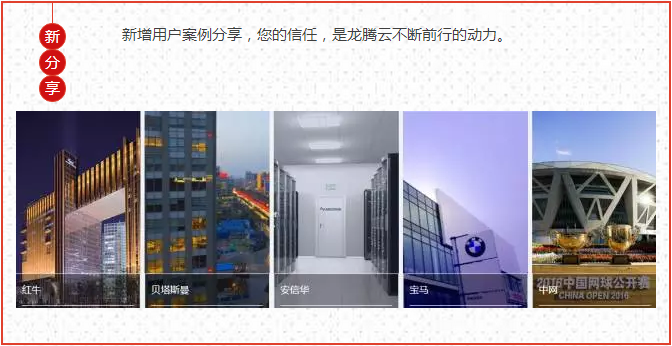 新
分
享
新增用户案例分享，您的信任，是龙腾云不断前行的动力。
红牛
贝塔斯曼
安信华
宝马
中网
2016中国网球公开赛
CHINA OPEN 2016